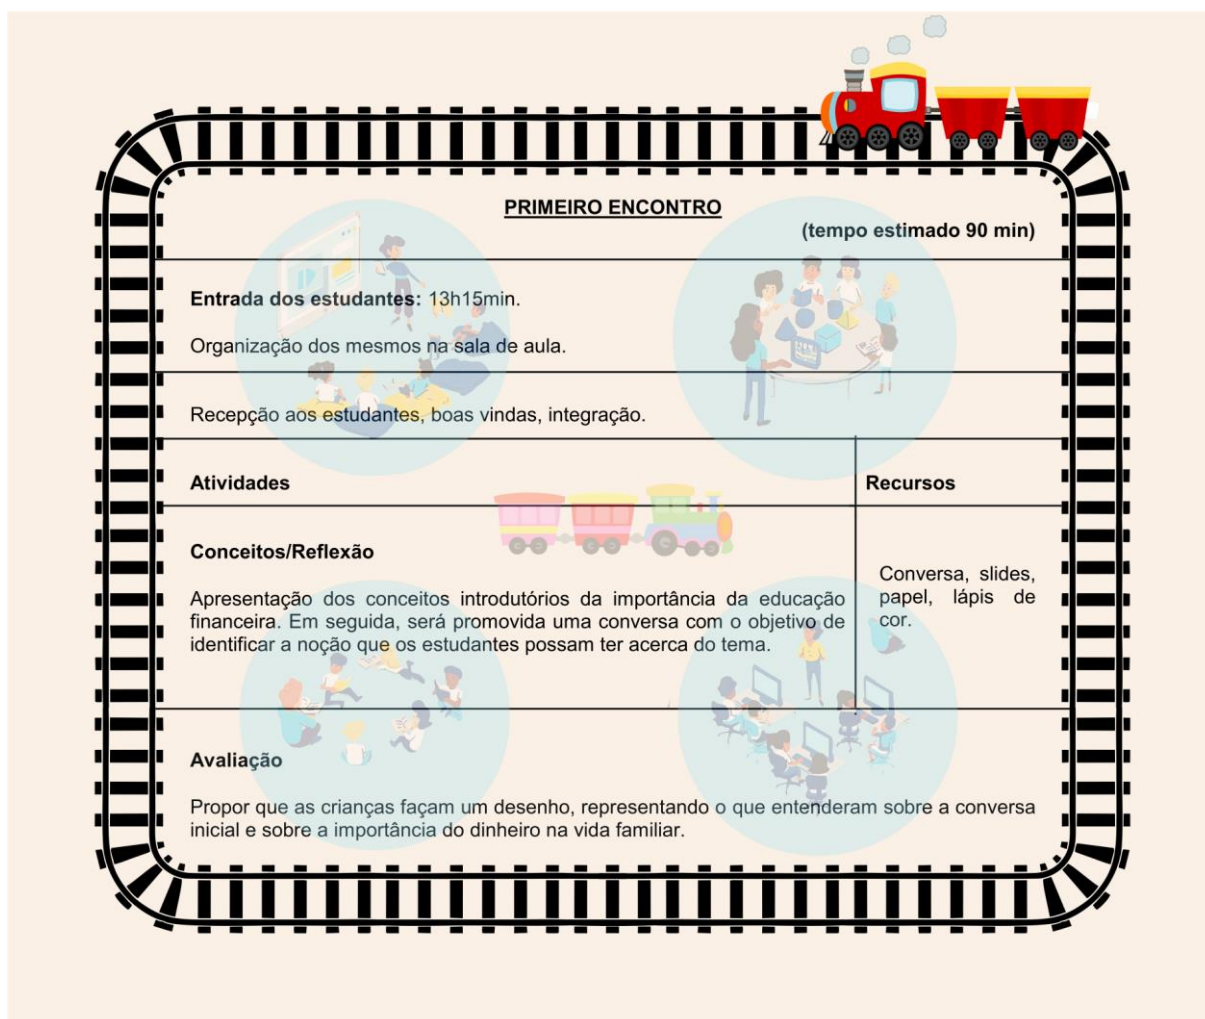 PRIMEIRO ENCONTRO
(tempo estimado 90 min)
Entrada dos estudantes: 13h15min.
Organização dos mesmos na sala de aula.
Recepção aos estudantes, boas vindas, integração.
Atividades
Recursos
Conceitos/Reflexão
Apresentação dos conceitos introdutórios da importância da educação
financeira. Em seguida, será promovida uma conversa com o objetivo de
identificar a noção que os estudantes possam ter acerca do tema.
Conversa, slides,
papel, lápis de
cor.
Avaliação
Propor que as crianças façam um desenho, representando o que entenderam sobre a conversa
inicial e sobre a importância do dinheiro na vida familiar.